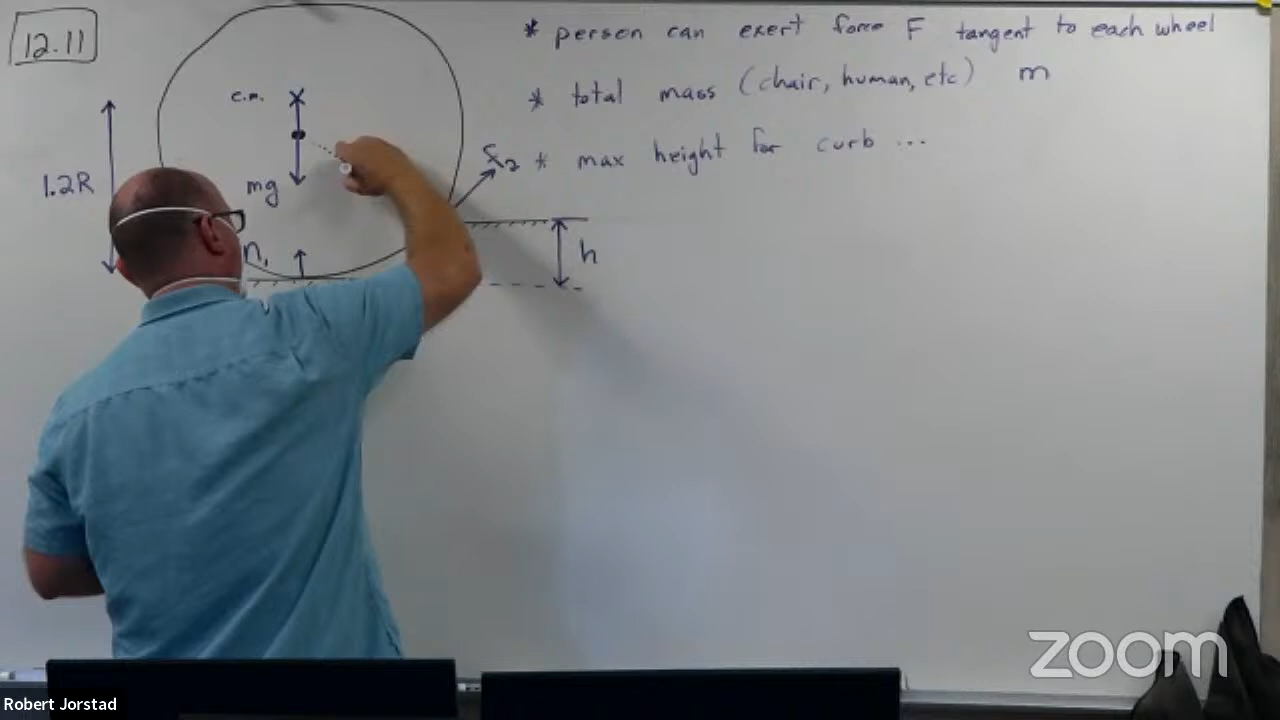 12.11
* person can exert force F tangent to each wheel
* total mass (chair, human, etc) m
* max height for curb ...
c.m.
1.2R
mg
n₁
f₂
h
zoom
Robert Jorstad